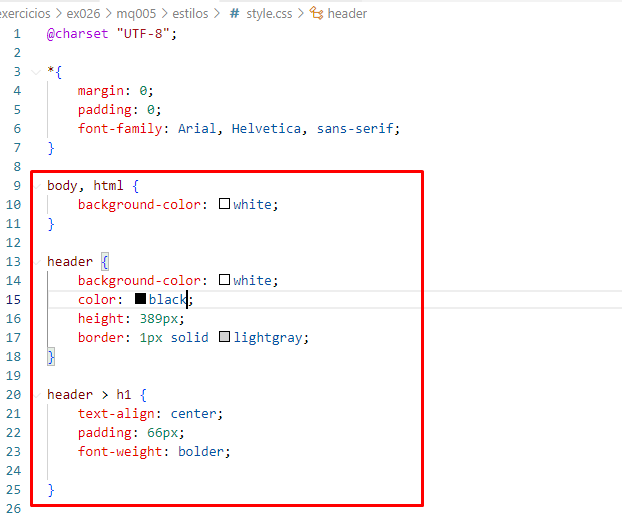 exercicios > ex026 > mq005 > estilos > # style.css > header
1 @charset "UTF-8";
2
3 *{
4 margin: 0;
5 padding: 0;
6 font-family: Arial, Helvetica, sans-serif;
7 }
8
9 body, html {
10 background-color: white;
11 }
12
13 header {
14 background-color: white;
15 color: black;
16 height: 389px;
17 border: 1px solid lightgray;
18 }
19
20 header > h1 {
21 text-align: center;
22 padding: 66px;
23 font-weight: bolder;
24
25 }
26